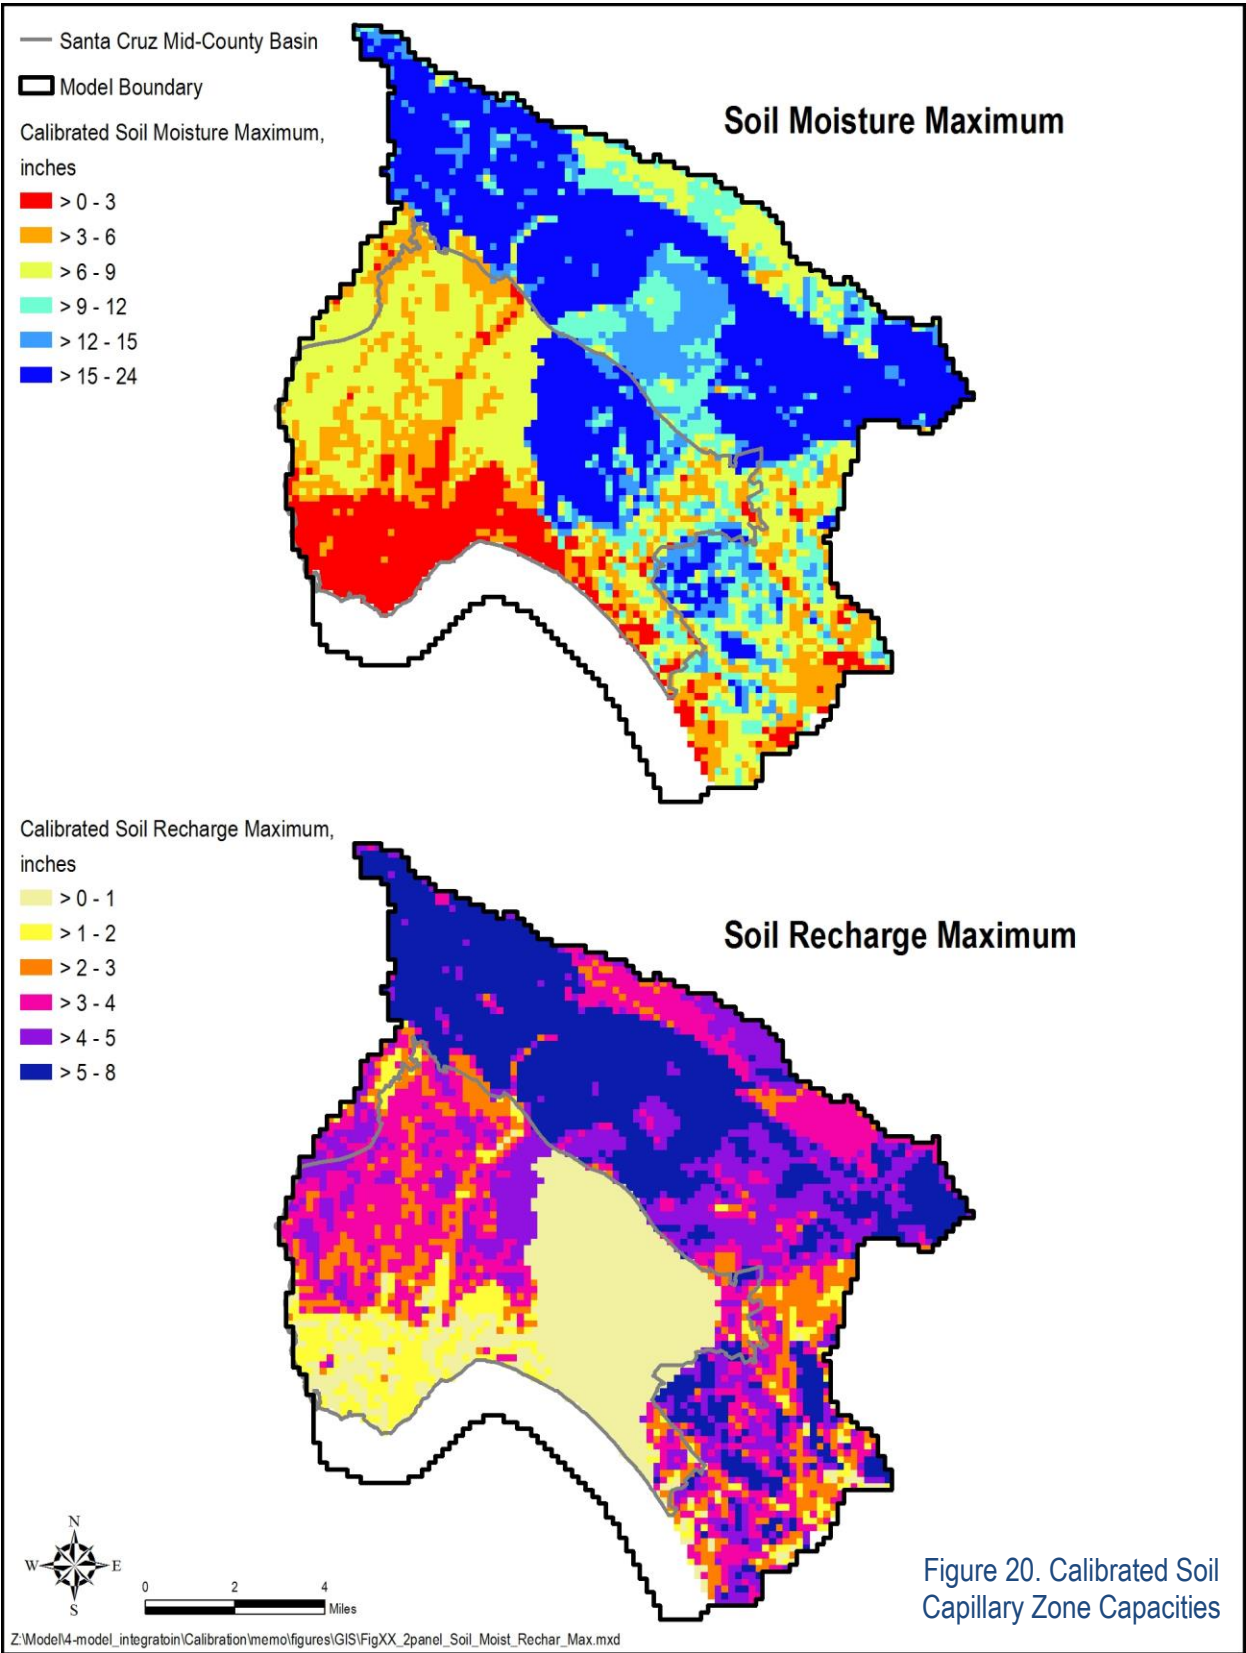 Santa Cruz Mid-County Basin
Model Boundary
Calibrated Soil Moisture Maximum,
inches
> 0 - 3
> 3 - 6
> 6 - 9
> 9 - 12
> 12 - 15
> 15 - 24
Soil Moisture Maximum
Calibrated Soil Recharge Maximum,
inches
> 0 - 1
> 1 - 2
> 2 - 3
> 3 - 4
> 4 - 5
> 5 - 8
Soil Recharge Maximum
N
W E
S
0 2 4
Miles
Figure 20. Calibrated Soil
Capillary Zone Capacities
Z:\Model\4-model_integratoin\Calibration\memo\figures\GIS\FigXX_2panel_Soil_Moist_Rechar_Max.mxd